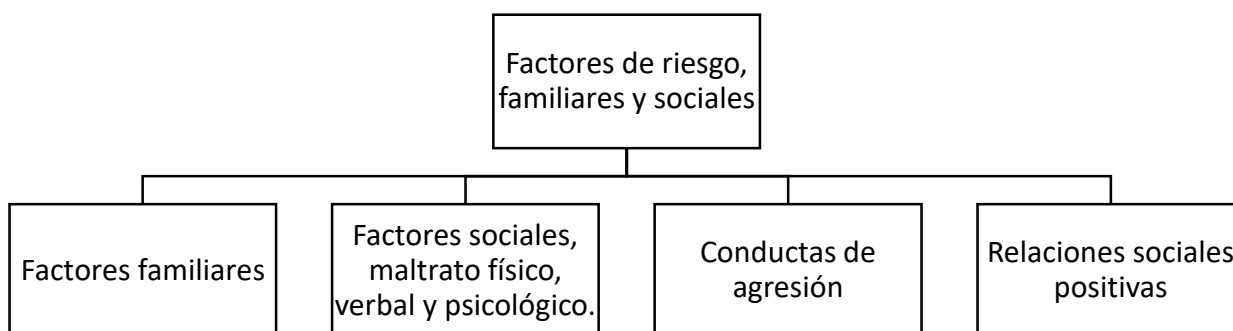 Factores de riesgo,
familiares y sociales
Factores familiares
Factores sociales,
maltrato físico,
verbal y psicológico.
Conductas de
agresión
Relaciones sociales
positivas